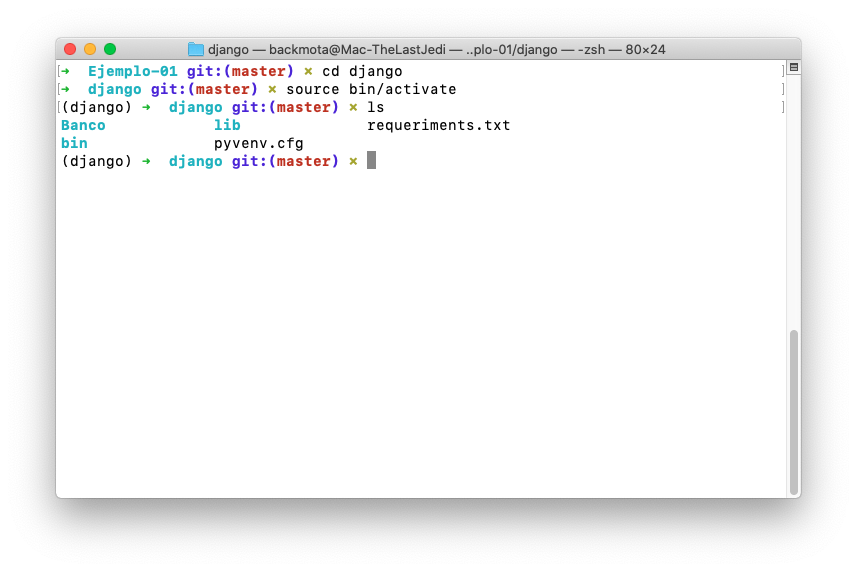 django — backmota@Mac-TheLastJedi — ..plo-01/django — -zsh — 80×24
[➜  Ejemplo-01 git:(master) ✗ cd django ]
[➜  django git:(master) ✗ source bin/activate ]
[(django) ➜  django git:(master) ✗ ls ]
Banco lib requeriments.txt
bin pyvenv.cfg
(django) ➜  django git:(master) ✗